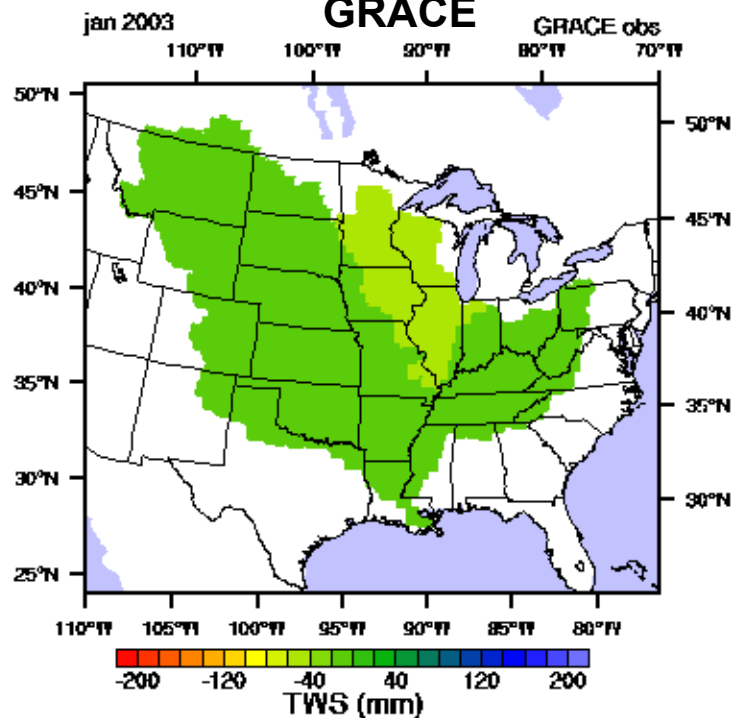 GRACE
jan 2003
GRACE obs
110°W 100°W 90°W 80°W 70°W
50°N 50°N
45°N 45°N
40°N 40°N
35°N 35°N
30°N 30°N
25°N
110°W 105°W 100°W 95°W 90°W 85°W 80°W
-200 -120 -40 40 120 200
TWS (mm)